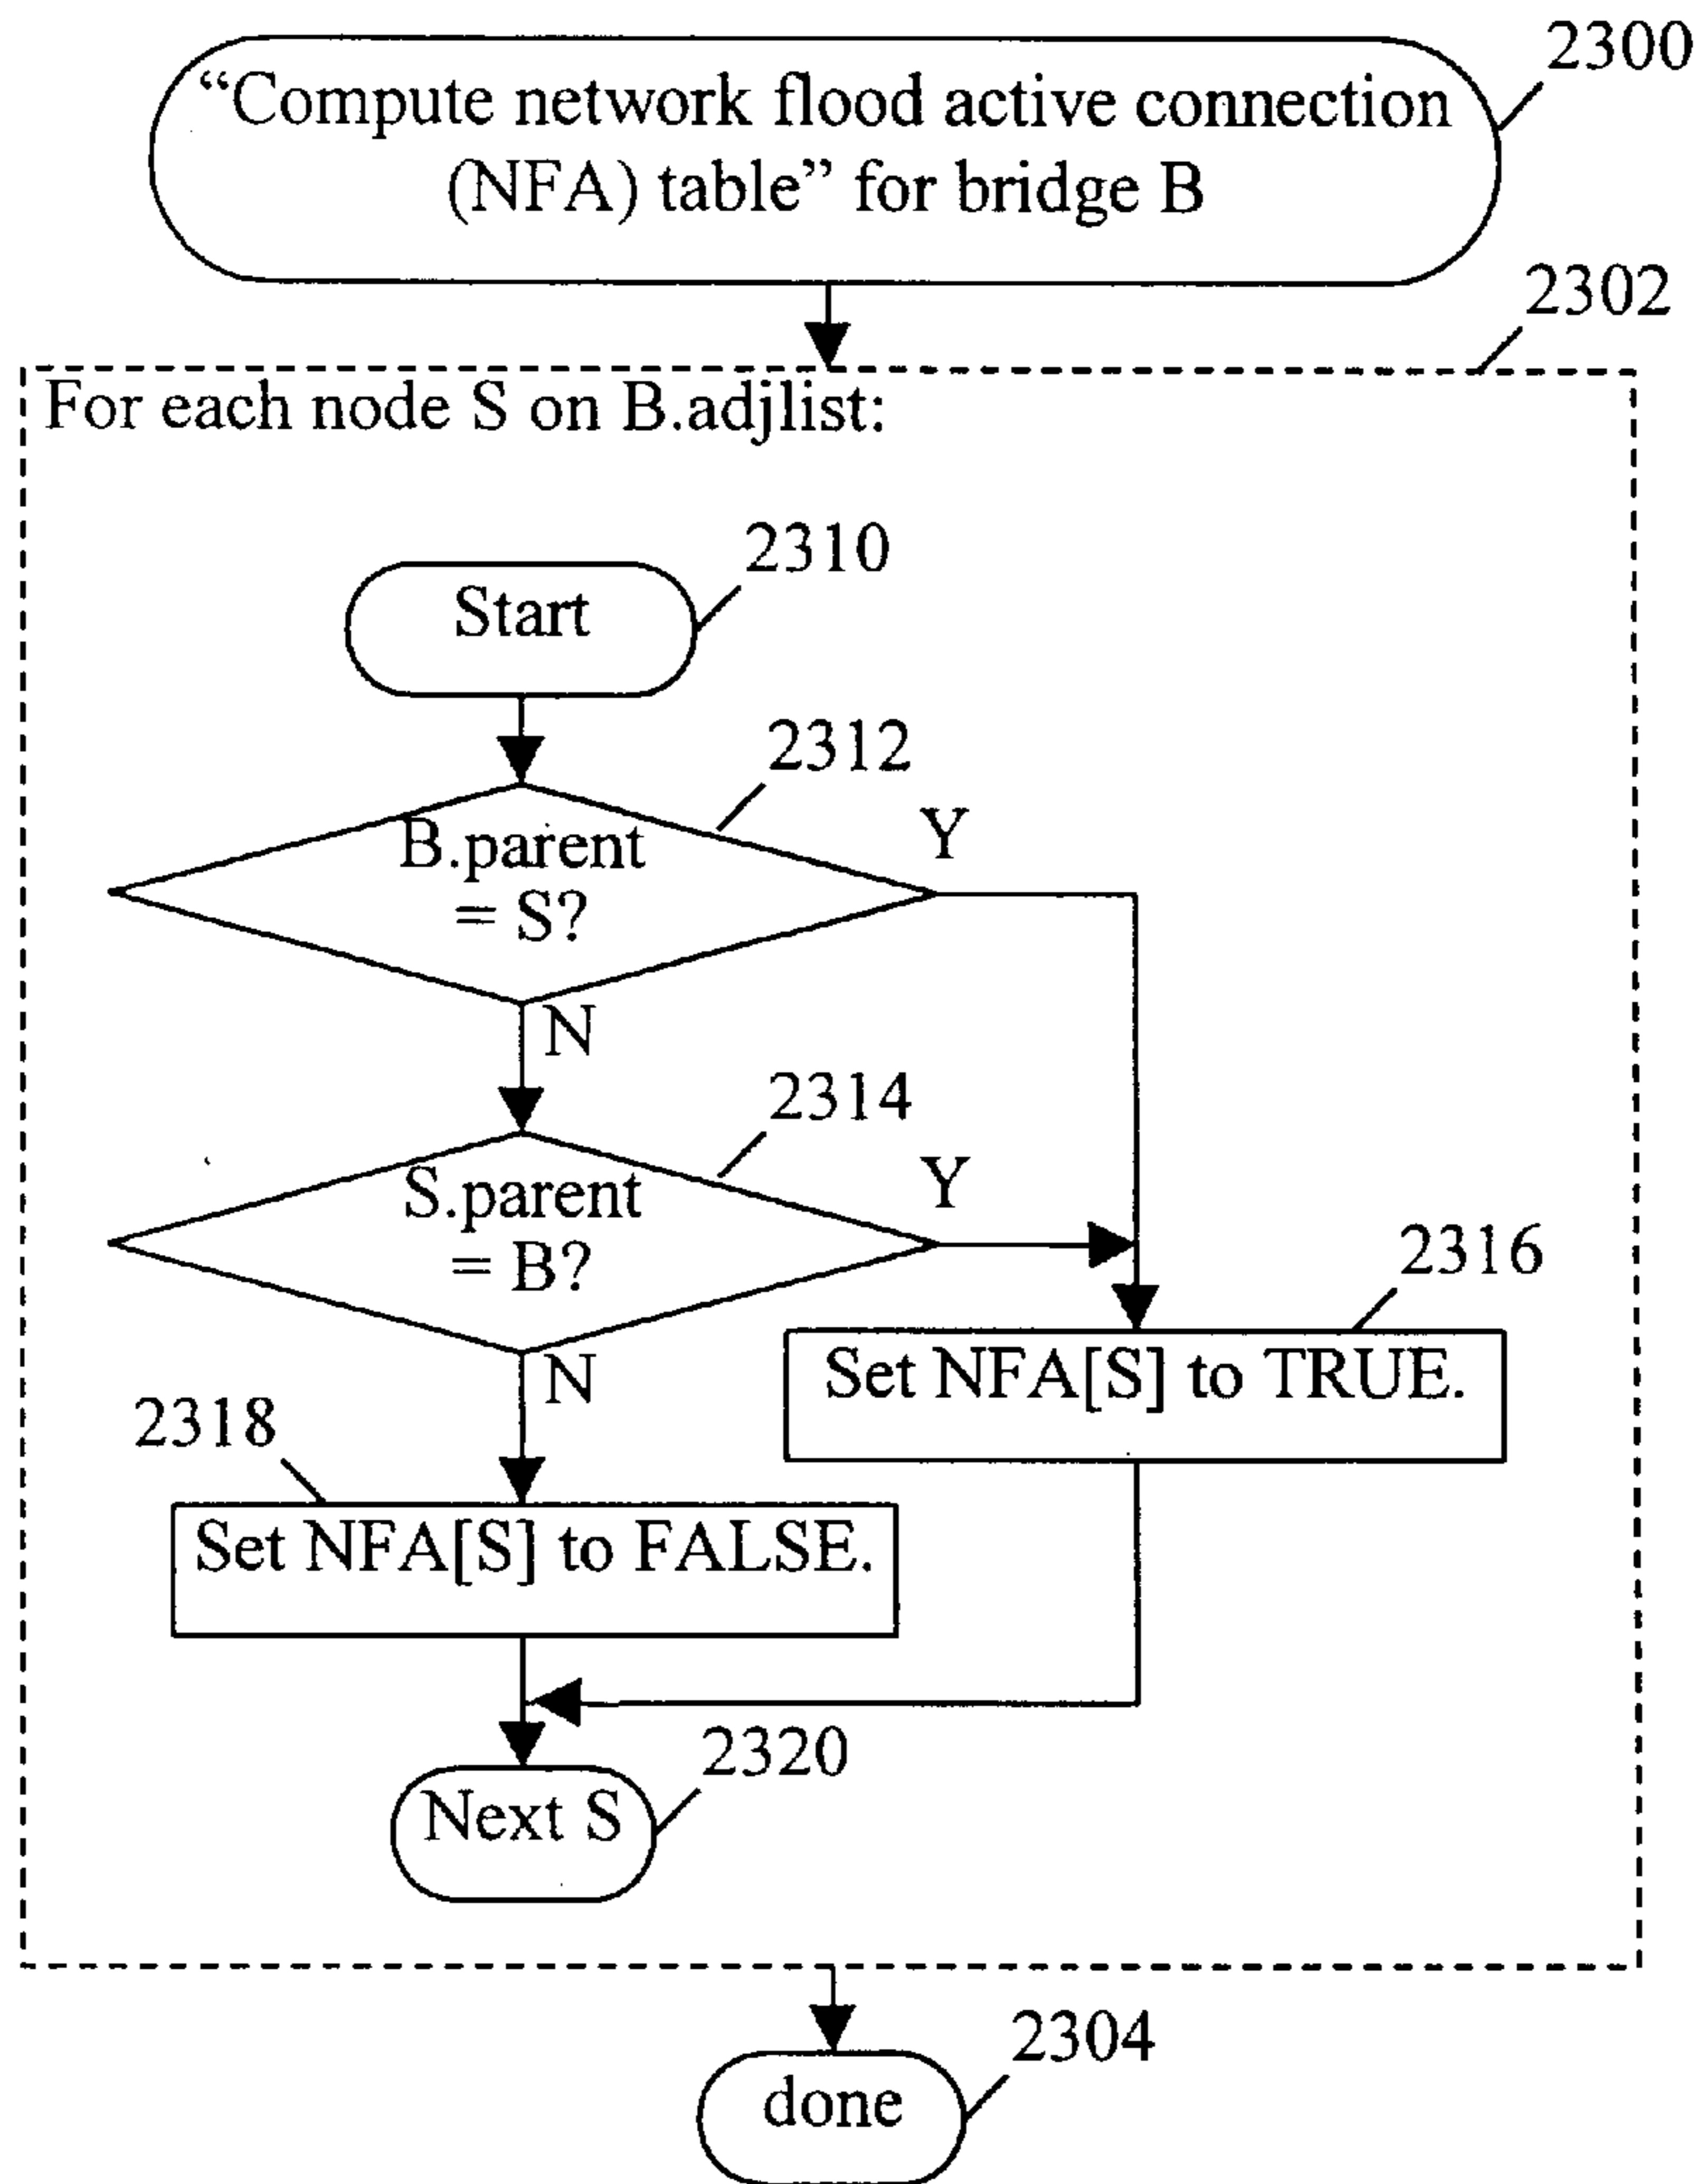 2300
“Compute network flood active connection
(NFA) table” for bridge B
2302
For each node S on B.adjlist:
2310
Start
2312
B.parent
= S?
Y
N
2314
S.parent
= B?
Y
N
2316
Set NFA[S] to TRUE.
2318
Set NFA[S] to FALSE.
2320
Next S
2304
done